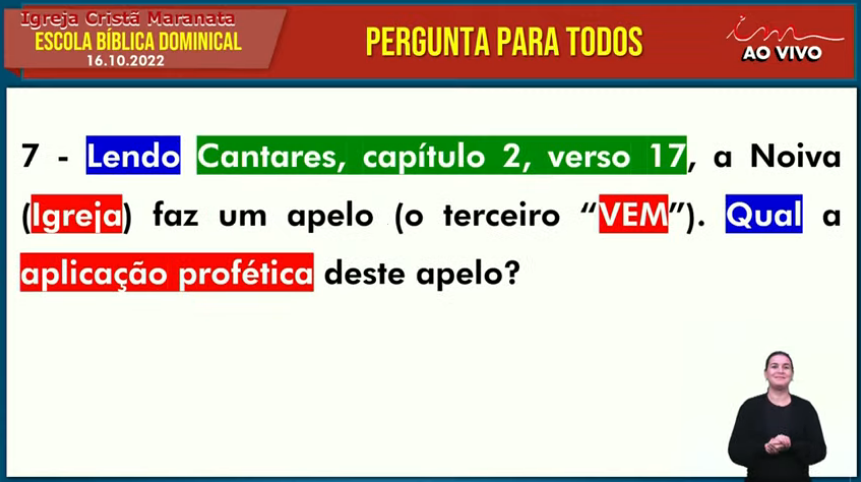 Igreja Cristã Maranata
ESCOLA BÍBLICA DOMINICAL
16.10.2022
PERGUNTA PARA TODOS
AO VIVO
7 - Lendo Cantares, capítulo 2, verso 17, a Noiva
(Igreja) faz um apelo (o terceiro “VEM”). Qual a
aplicação profética deste apelo?